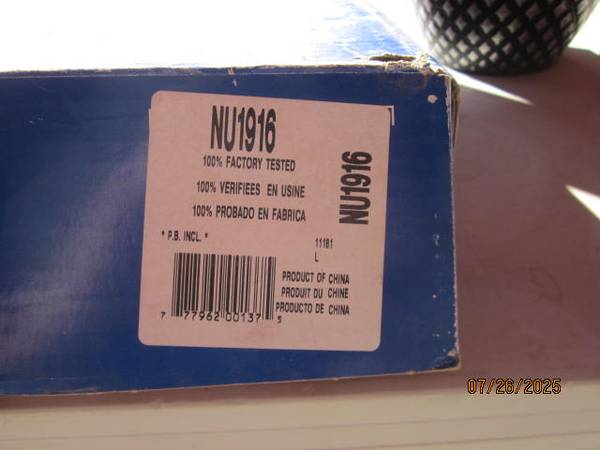 NU1916
100% FACTORY TESTED
100% VERIFIEES EN USINE
100% PROBADO EN FABRICA
* P.B. INCL. *
11181
L
PRODUCT OF CHINA
PRODUIT DU CHINE
PRODUCTO DE CHINA
7 77962 00137 5
NU1916
07/26/2025